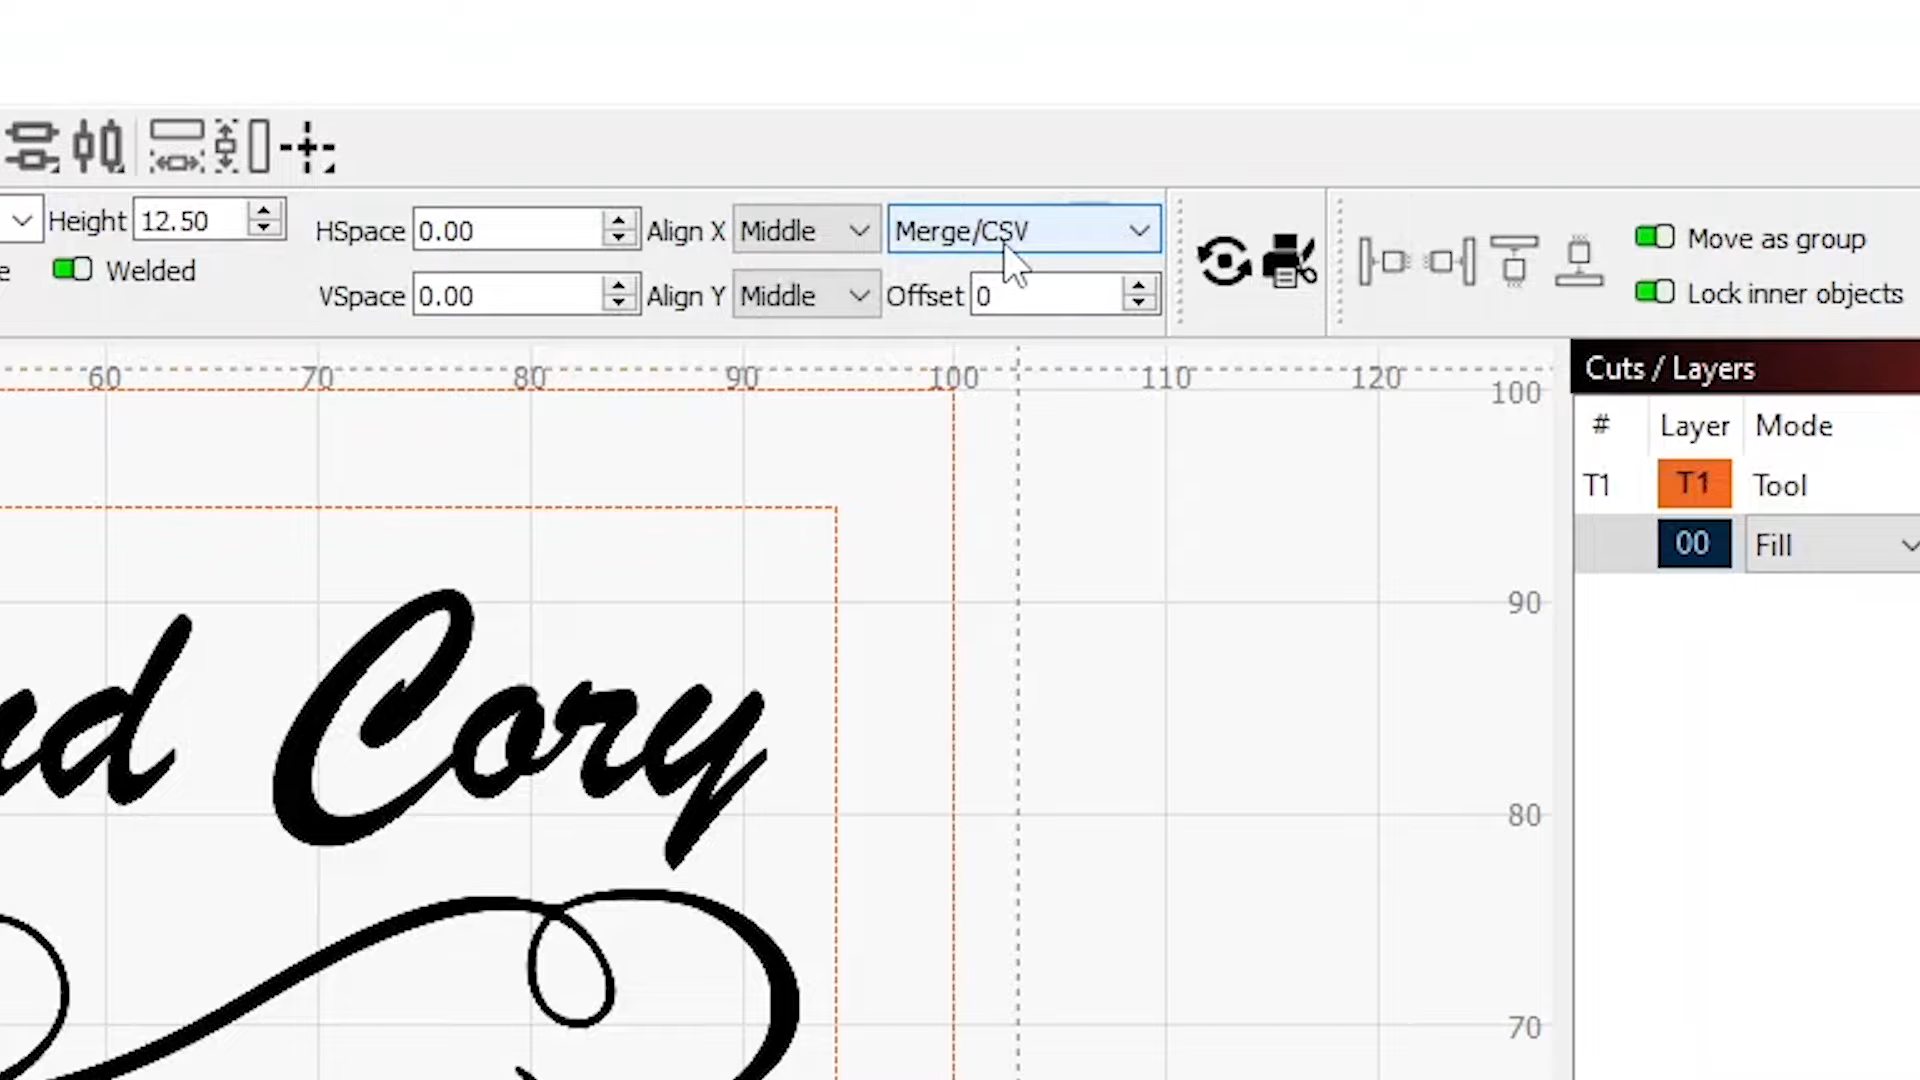 Height 12.50
HSpace 0.00 Align X Middle Merge/CSV
Welded
VSpace 0.00 Align Y Middle Offset 0
Move as group
Lock inner objects
60 70 80 90 100 110 120
100
90
80
70
Cuts / Layers
# Layer Mode
T1 T1 Tool
00 Fill
nd Cory